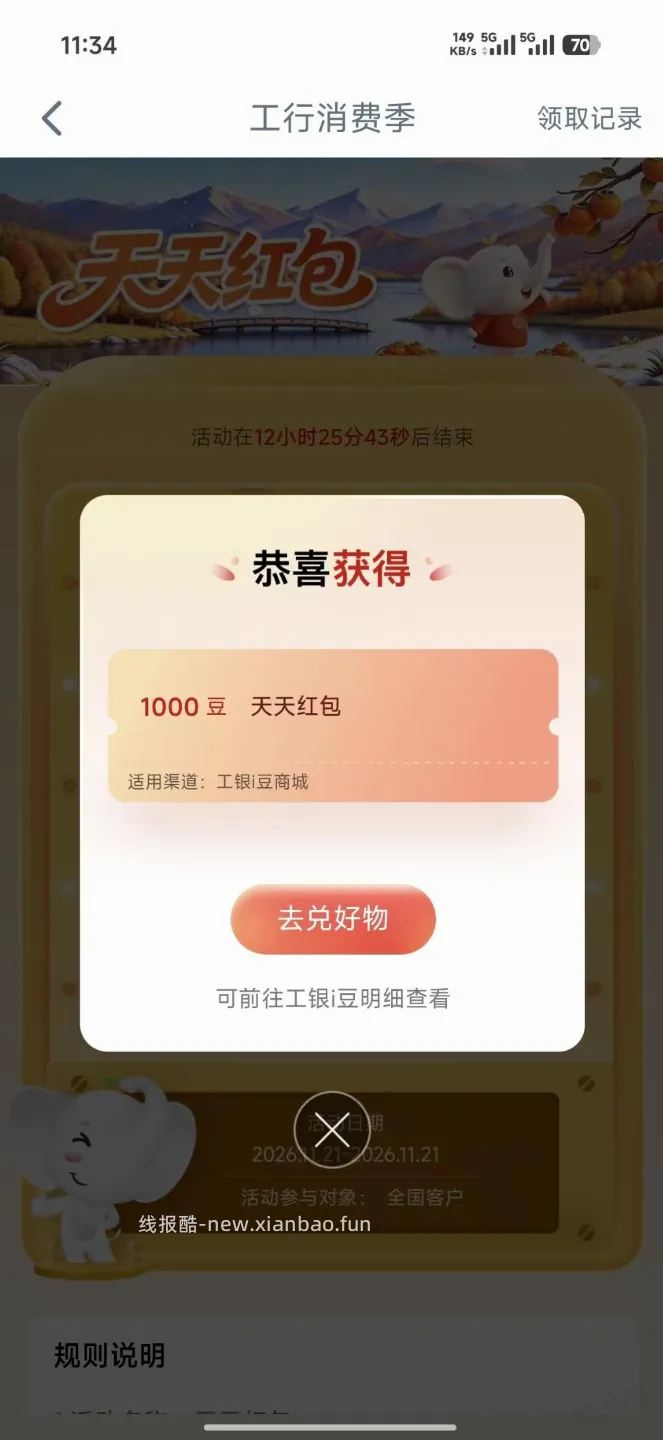 11:34
149 KB/s 5G 5G 70
工行消费季
领取记录
天天红包
活动在12小时25分43秒后结束
恭喜获得
1000 豆 天天红包
适用渠道：工银i豆商城
去兑好物
可前往工银i豆明细查看
活动日期
2026.11.21-2026.11.21
活动参与对象： 全国客户
线报酷-new.xianbao.fun
规则说明